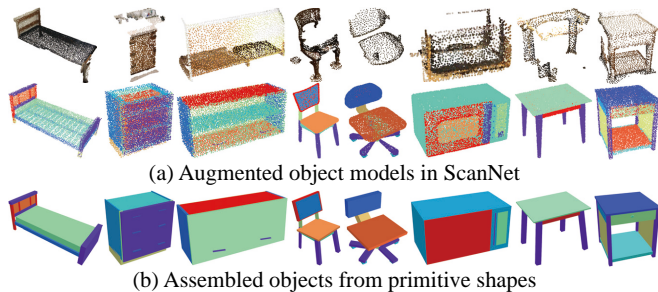 (a) Augmented object models in ScanNet
(b) Assembled objects from primitive shapes